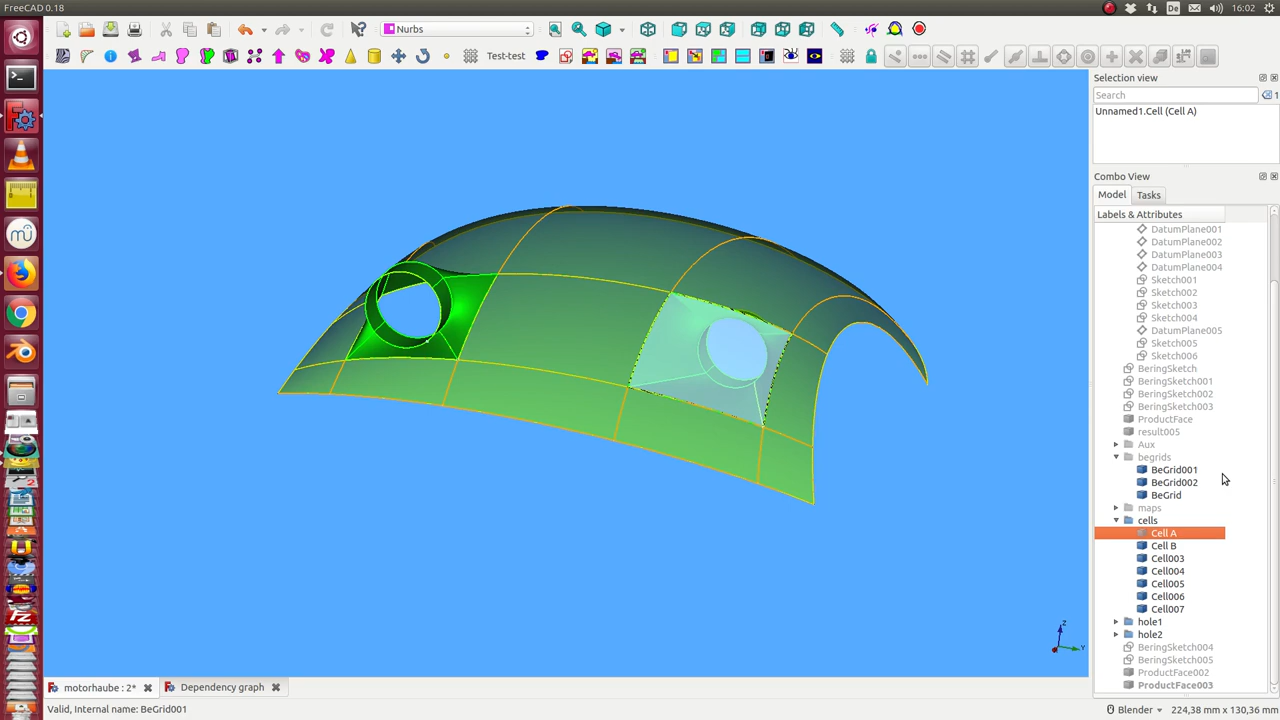 FreeCAD 0.18
De
16:02
Nurbs
Test-test
Selection view
Search
1
Unnamed1.Cell (Cell A)
Combo View
Model
Tasks
Labels & Attributes
DatumPlane001
DatumPlane002
DatumPlane003
DatumPlane004
Sketch001
Sketch002
Sketch003
Sketch004
DatumPlane005
Sketch005
Sketch006
BeringSketch
BeringSketch001
BeringSketch002
BeringSketch003
ProductFace
result005
Aux
begrids
BeGrid001
BeGrid002
BeGrid
maps
cells
Cell A
Cell B
Cell003
Cell004
Cell005
Cell006
Cell007
hole1
hole2
BeringSketch004
BeringSketch005
ProductFace002
ProductFace003
Z
Y
motorhaube : 2*
Dependency graph
Valid, Internal name: BeGrid001
Blender
224,38 mm x 130,36 mm